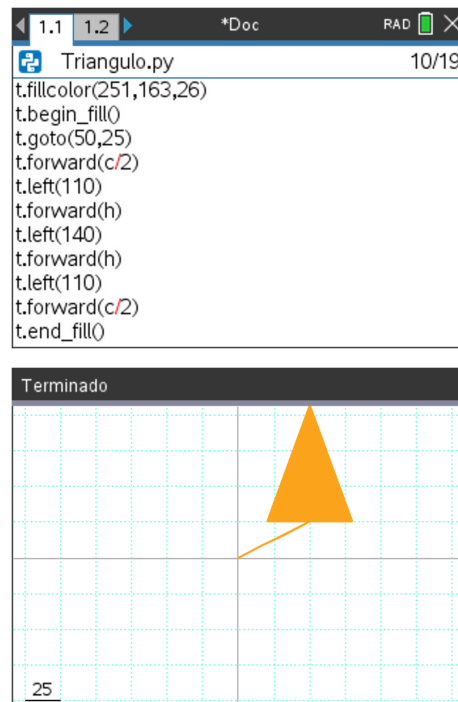 1.1 1.2 *Doc RAD
Triangulo.py 10/19
t.fillcolor(251,163,26)
t.begin_fill()
t.goto(50,25)
t.forward(c/2)
t.left(110)
t.forward(h)
t.left(140)
t.forward(h)
t.left(110)
t.forward(c/2)
t.end_fill()
Terminado
25